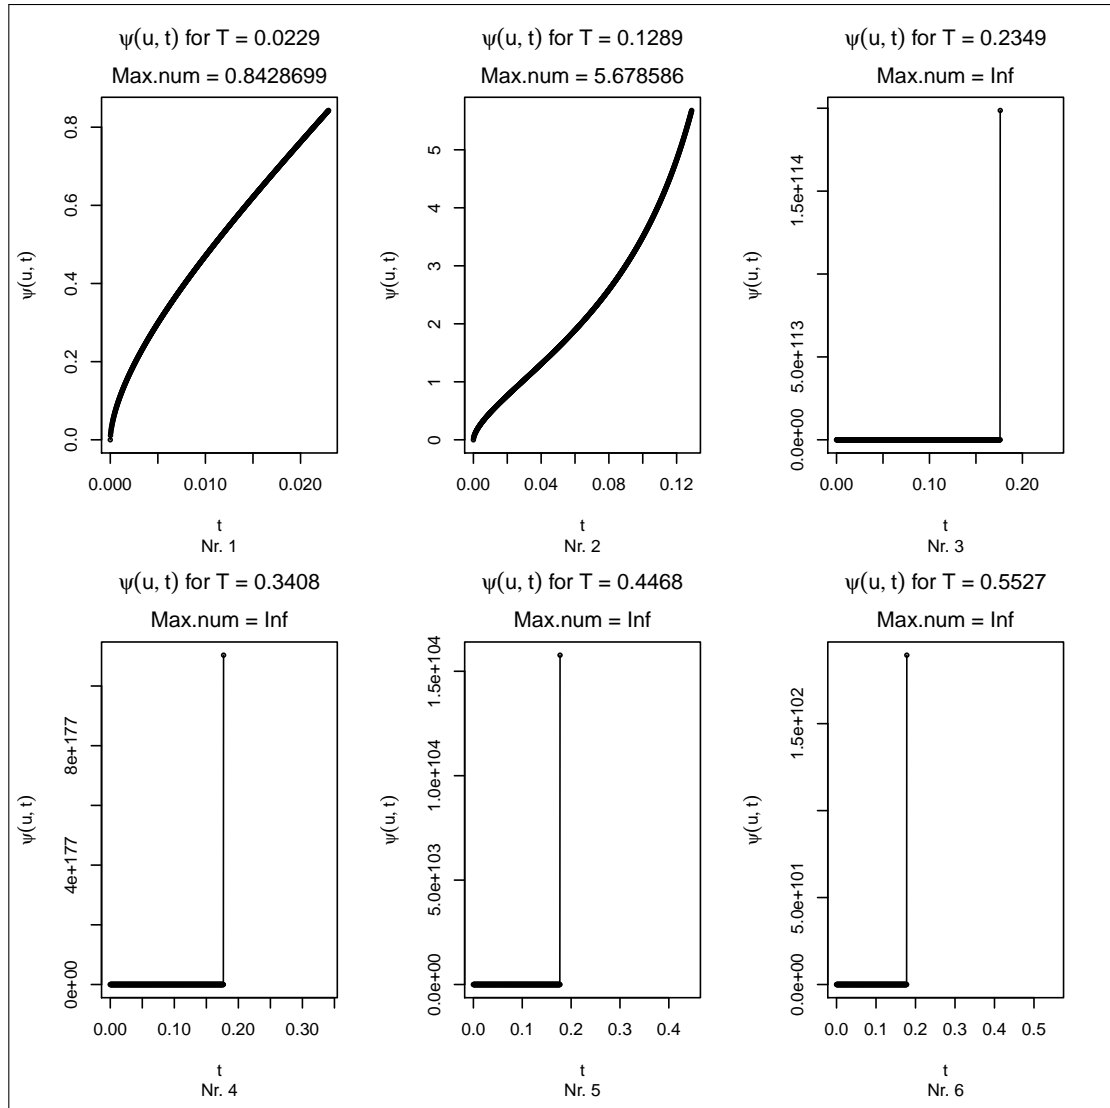 ψ(u, t) for T = 0.0229
Max.num = 0.8428699
ψ(u, t)
0.0 0.2 0.4 0.6 0.8
0.000 0.010 0.020
t
Nr. 1
ψ(u, t) for T = 0.1289
Max.num = 5.678586
ψ(u, t)
0 1 2 3 4 5
0.00 0.04 0.08 0.12
t
Nr. 2
ψ(u, t) for T = 0.2349
Max.num = Inf
ψ(u, t)
0.0e+00 5.0e+113 1.5e+114
0.00 0.10 0.20
t
Nr. 3
ψ(u, t) for T = 0.3408
Max.num = Inf
ψ(u, t)
0e+00 4e+177 8e+177
0.00 0.10 0.20 0.30
t
Nr. 4
ψ(u, t) for T = 0.4468
Max.num = Inf
ψ(u, t)
0.0e+00 5.0e+103 1.0e+104 1.5e+104
0.0 0.1 0.2 0.3 0.4
t
Nr. 5
ψ(u, t) for T = 0.5527
Max.num = Inf
ψ(u, t)
0.0e+00 5.0e+101 1.5e+102
0.0 0.1 0.2 0.3 0.4 0.5
t
Nr. 6